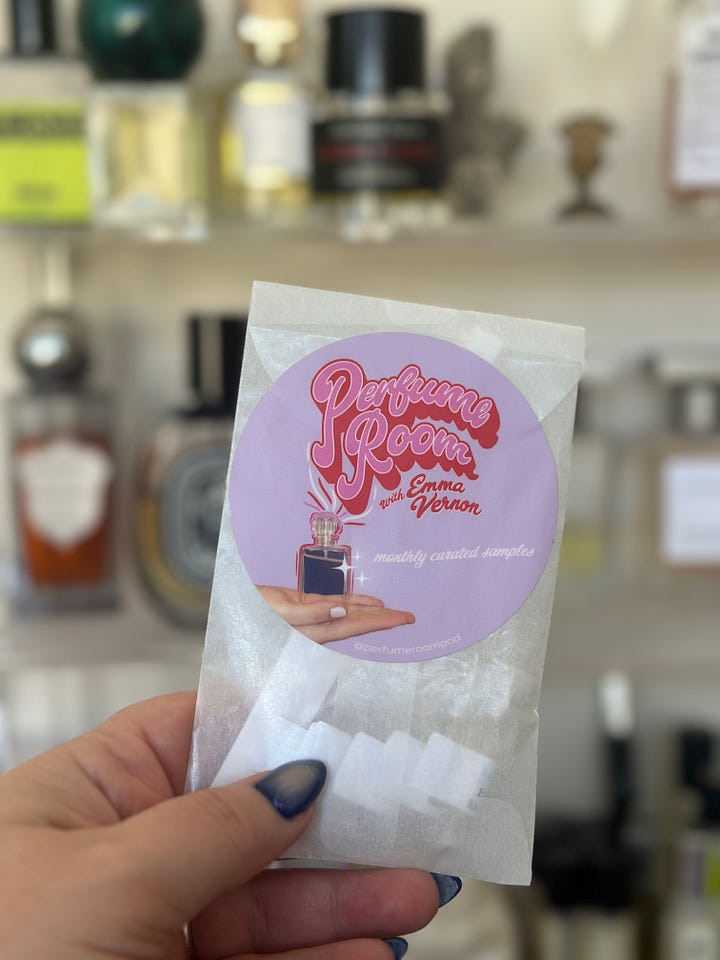 Perfume
Room
with Emma
Vernon
monthly curated samples
@perfumeroompod